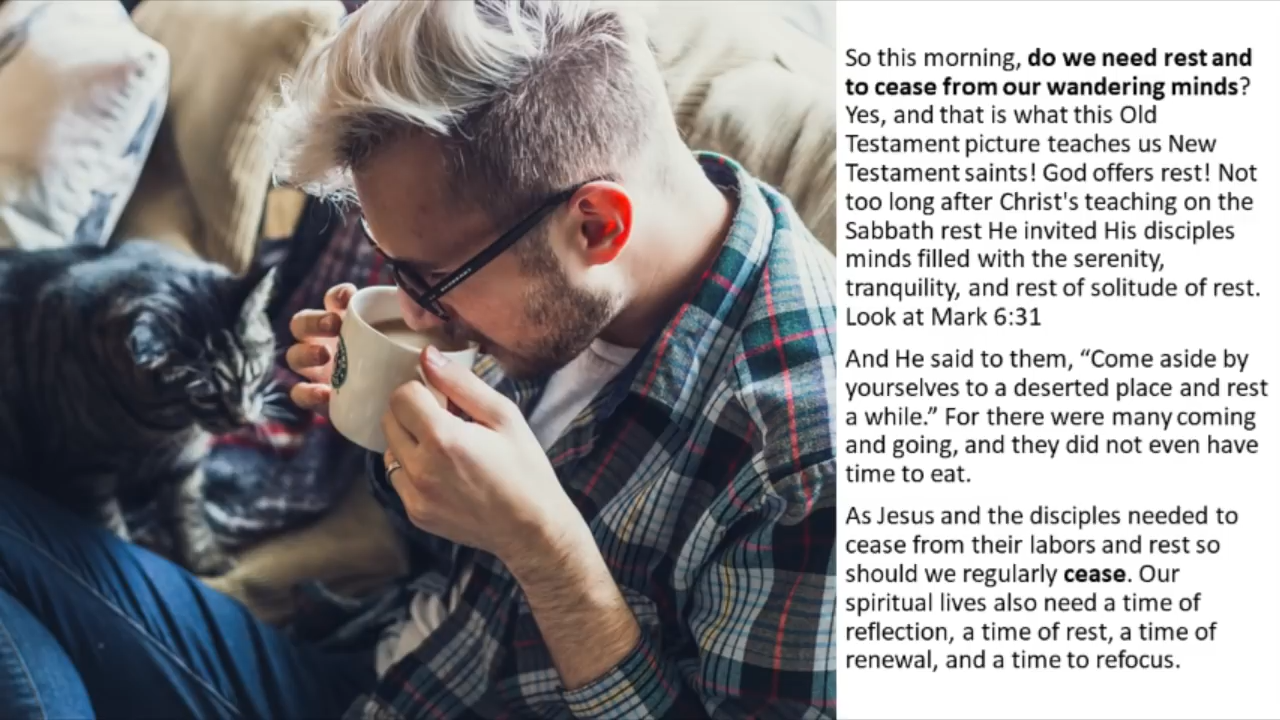 So this morning, do we need rest and
to cease from our wandering minds?
Yes, and that is what this Old
Testament picture teaches us New
Testament saints! God offers rest! Not
too long after Christ's teaching on the
Sabbath rest He invited His disciples
minds filled with the serenity,
tranquility, and rest of solitude of rest.
Look at Mark 6:31
And He said to them, “Come aside by
yourselves to a deserted place and rest
a while.” For there were many coming
and going, and they did not even have
time to eat.
As Jesus and the disciples needed to
cease from their labors and rest so
should we regularly cease. Our
spiritual lives also need a time of
reflection, a time of rest, a time of
renewal, and a time to refocus.